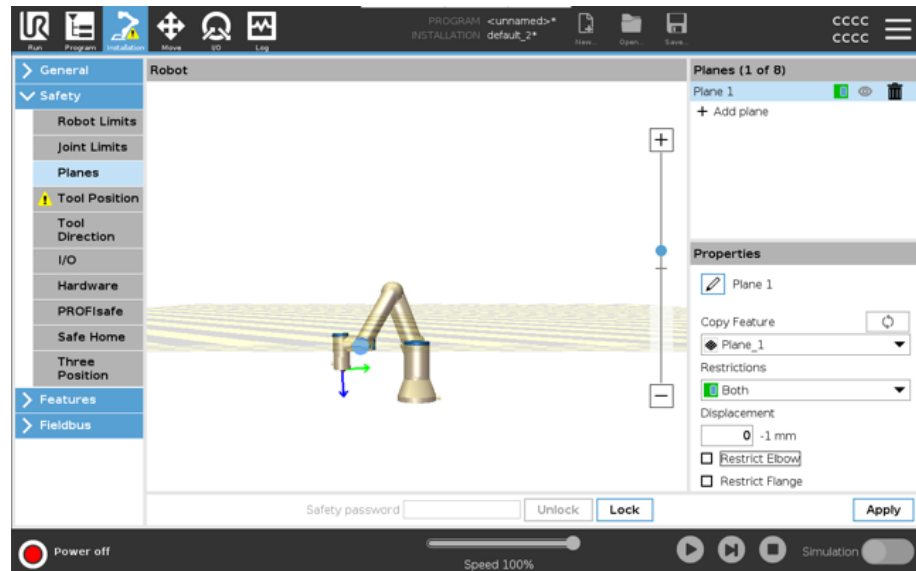 PROGRAM <unnamed>*
INSTALLATION default_2*
CCCC
CCCC
Run Program Installation Move I/O Log New... Open... Save...
General
Safety
Robot Limits
Joint Limits
Planes
Tool Position
Tool
Direction
I/O
Hardware
PROFIsafe
Safe Home
Three
Position
Features
Fieldbus
Robot
Safety password
Unlock Lock
Planes (1 of 8)
Plane 1
+ Add plane
Properties
Plane 1
Copy Feature
Plane_1
Restrictions
Both
Displacement
0 -1 mm
Restrict Elbow
Restrict Flange
Apply
Power off
Speed 100%
Simulation